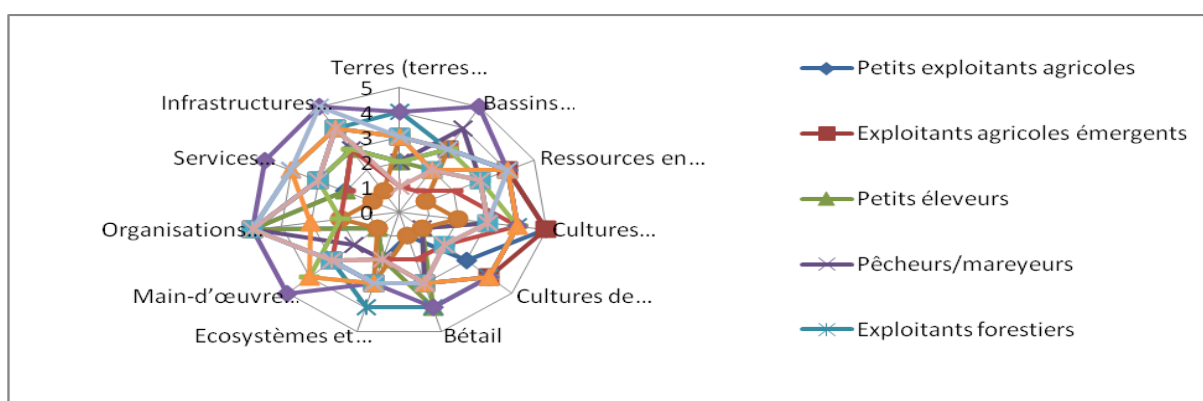 Terres (terres...
Bassins...
Ressources en...
Cultures...
Cultures de...
Bétail
Ecosystèmes et...
Main-d'œuvre...
Organisations...
Services...
Infrastructures...
5
4
3
2
1
0
Petits exploitants agricoles
Exploitants agricoles émergents
Petits éleveurs
Pêcheurs/mareyeurs
Exploitants forestiers